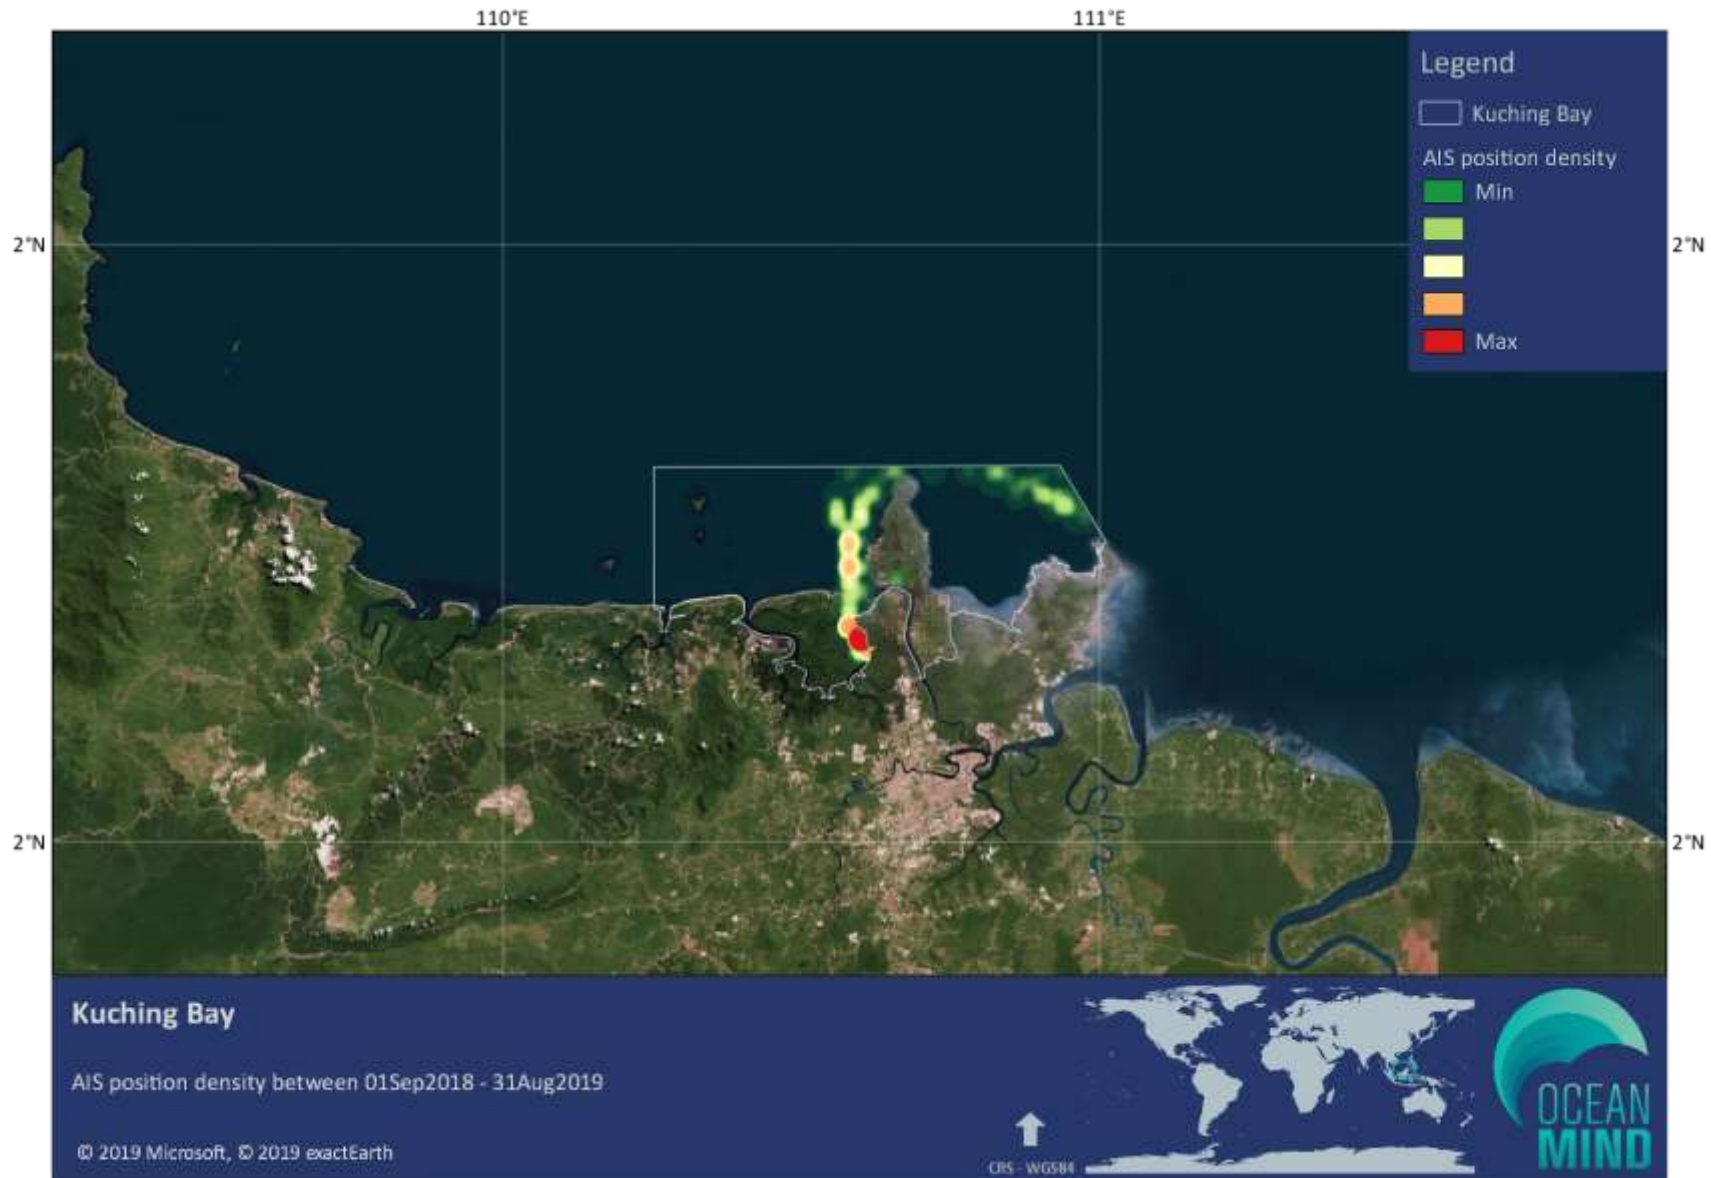 110°E 111°E
Legend
Kuching Bay
AIS position density
Min
2°N 2°N
Max
2°N 2°N
Kuching Bay
AIS position density between 01Sep2018 - 31Aug2019
© 2019 Microsoft, © 2019 exactEarth
CRS - WGS84
OCEAN
MIND